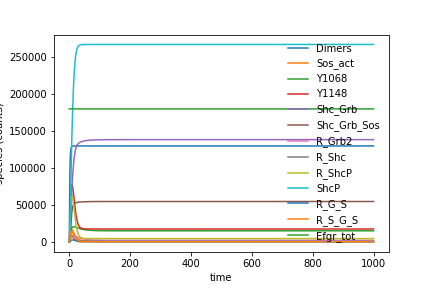 250000
200000
150000
100000
50000
0
species (counts)
0 200 400 600 800 1000
time
Dimers
Sos_act
Y1068
Y1148
Shc_Grb
Shc_Grb_Sos
R_Grb2
R_Shc
R_ShcP
ShcP
R_G_S
R_S_G_S
Efgr_tot